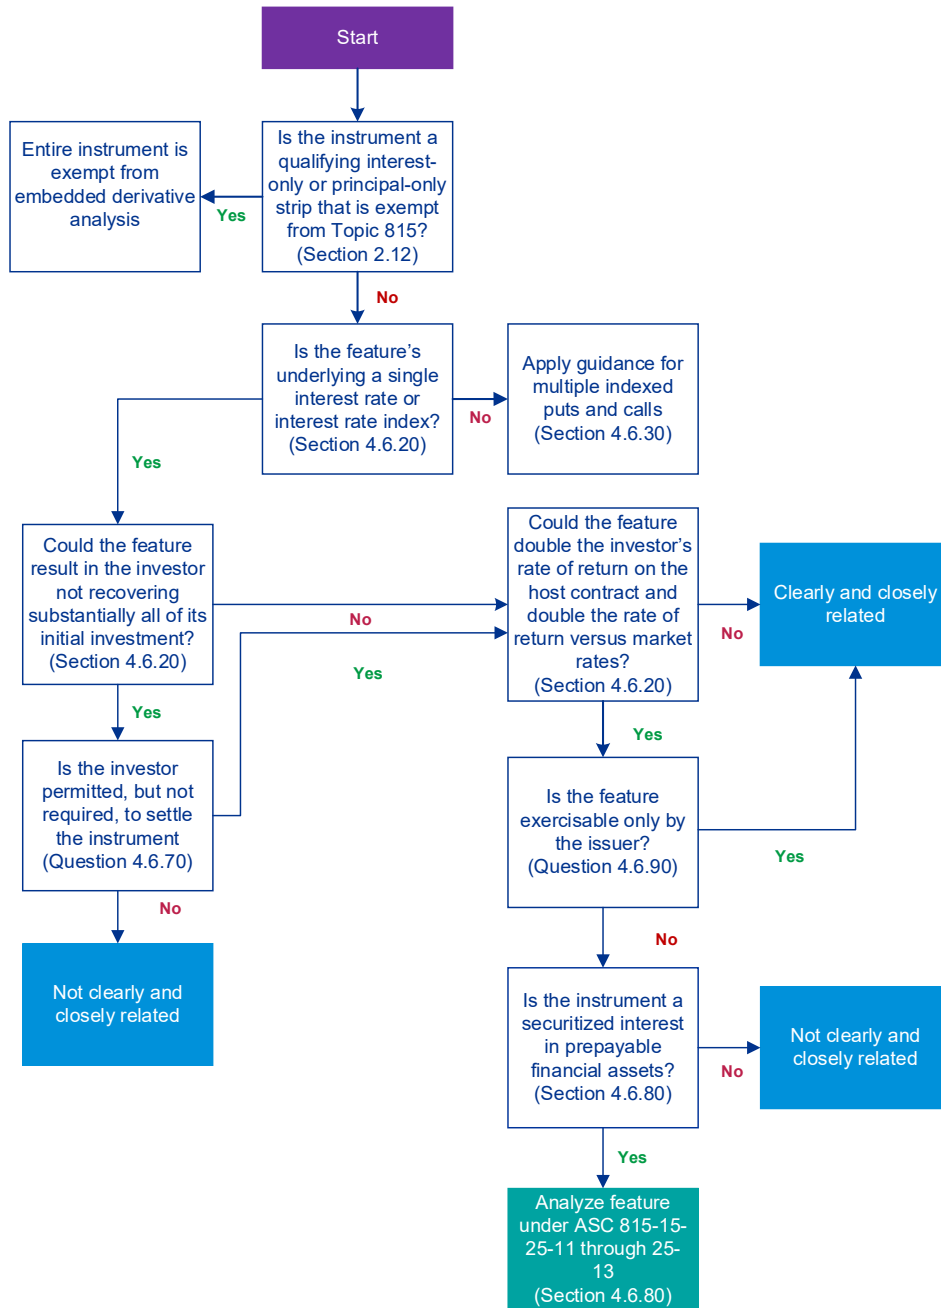 Start
Entire instrument is
exempt from
embedded derivative
analysis
Yes
Is the instrument a
qualifying interest-
only or principal-only
strip that is exempt
from Topic 815?
(Section 2.12)
No
Is the feature's
underlying a single
interest rate or
interest rate index?
(Section 4.6.20)
No
Apply guidance for
multiple indexed
puts and calls
(Section 4.6.30)
Yes
Could the feature
result in the investor
not recovering
substantially all of its
initial investment?
(Section 4.6.20)
No
Could the feature
double the investor's
rate of return on the
host contract and
double the rate of
return versus market
rates?
(Section 4.6.20)
No
Clearly and closely
related
Yes
Yes
Yes
Is the investor
permitted, but not
required, to settle
the instrument
(Question 4.6.70)
Is the feature
exercisable only by
the issuer?
(Question 4.6.90)
Yes
No
No
Not clearly and
closely related
Is the instrument a
securitized interest
in prepayable
financial assets?
(Section 4.6.80)
No
Not clearly and
closely related
Yes
Analyze feature
under ASC 815-15-
25-11 through 25-
13
(Section 4.6.80)